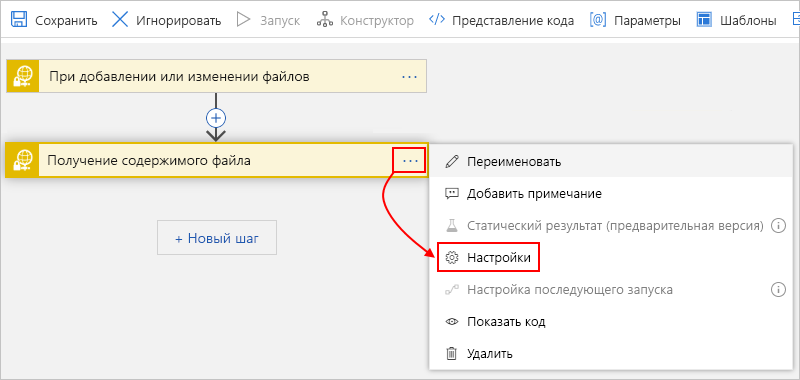 Сохранить Игнорировать Запуск Конструктор Представление кода Параметры Шаблоны
При добавлении или изменении файлов
Получение содержимого файла
+ Новый шаг
Переименовать
Добавить примечание
Статический результат (предварительная версия)
Настройки
Настройка последующего запуска
Показать код
Удалить